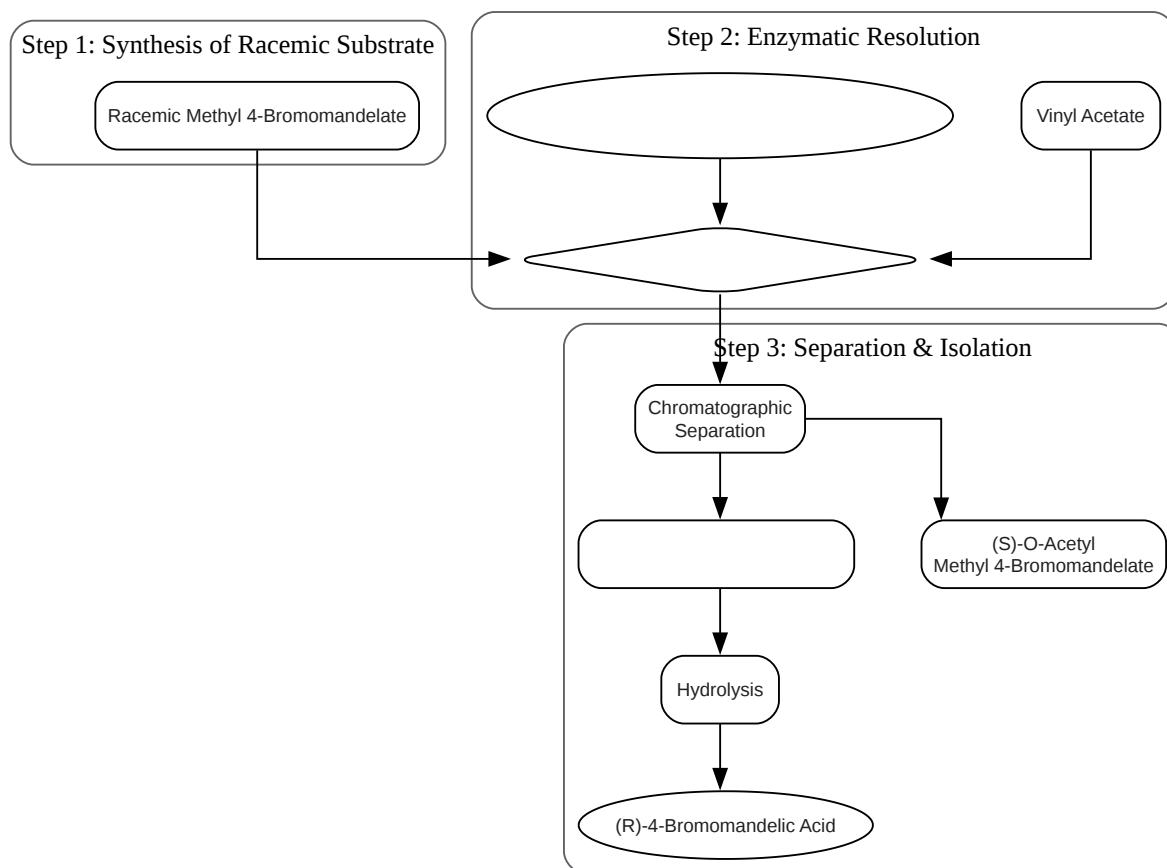 Step 1: Synthesis of Racemic Substrate
Racemic Methyl 4-Bromomandelate
Step 2: Enzymatic Resolution
Vinyl Acetate
Step 3: Separation & Isolation
Chromatographic
Separation
(S)-O-Acetyl
Methyl 4-Bromomandelate
Hydrolysis
(R)-4-Bromomandelic Acid